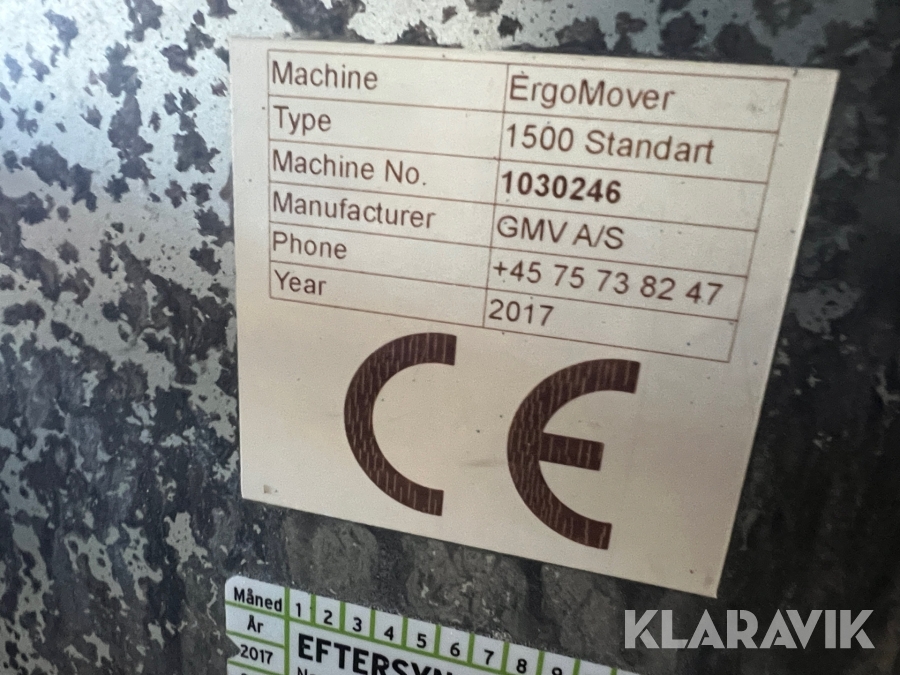 Machine ErgoMover
Type 1500 Standart
Machine No. 1030246
Manufacturer GMV A/S
Phone +45 75 73 82 47
Year 2017
CE
Måned 1 2 3 4 5 6 7 8 9
År
2017
EFTERSYN
KLARAVIK